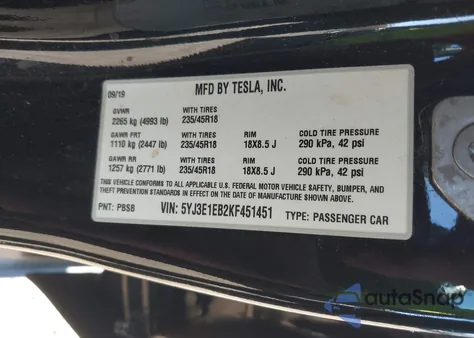 09/19 MFD BY TESLA, INC.
GVWR WITH TIRES
2265 kg (4993 lb) 235/45R18
GAWR FRT WITH TIRES RIM COLD TIRE PRESSURE
1110 kg (2447 lb) 235/45R18 18X8.5 J 290 kPa, 42 psi
GAWR RR WITH TIRES RIM COLD TIRE PRESSURE
1257 kg (2771 lb) 235/45R18 18X8.5 J 290 kPa, 42 psi
THIS VEHICLE CONFORMS TO ALL APPLICABLE U.S. FEDERAL MOTOR VEHICLE SAFETY, BUMPER, AND
THEFT PREVENTION STANDARDS IN EFFECT ON THE DATE OF MANUFACTURE SHOWN ABOVE.
PNT: PBSB VIN: 5YJ3E1EB2KF451451 TYPE: PASSENGER CAR
autoSnap